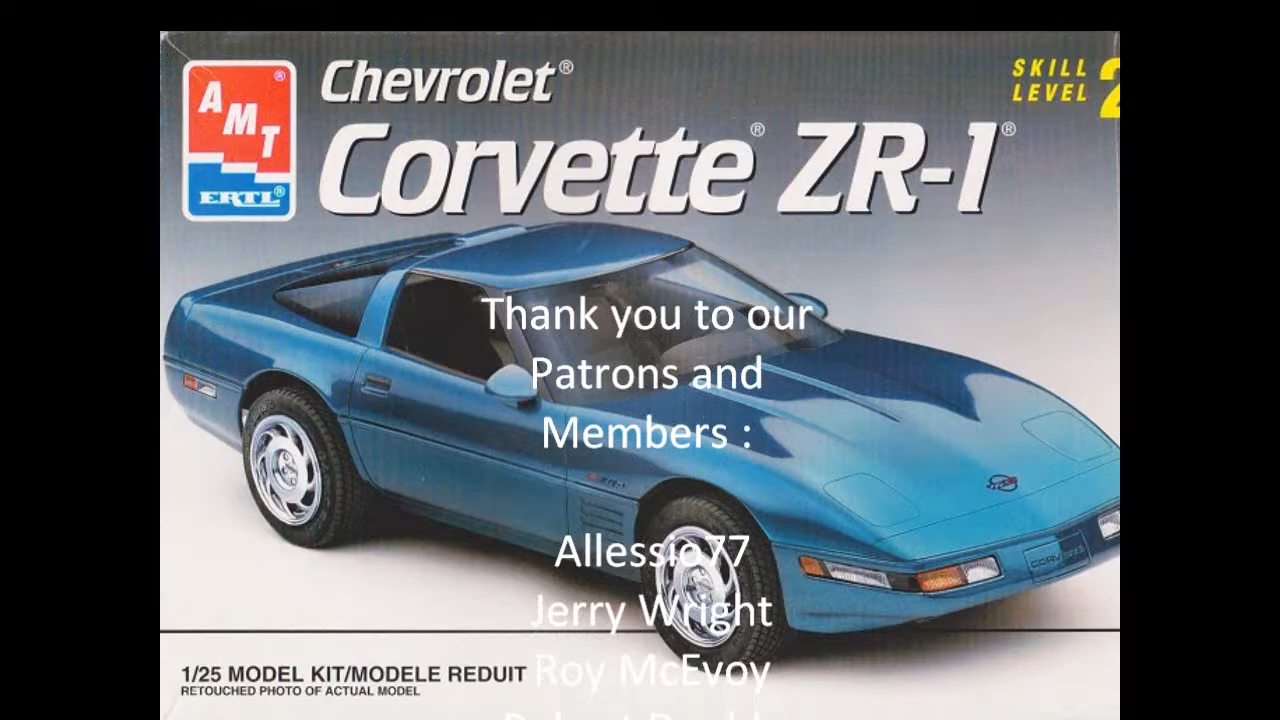 AMT
ERTL®
Chevrolet®
Corvette® ZR-1®
SKILL
LEVEL 2
Thank you to our
Patrons and
Members :
Allessio77
Jerry Wright
Roy McEvoy
1/25 MODEL KIT/MODELE REDUIT
RETOUCHED PHOTO OF ACTUAL MODEL